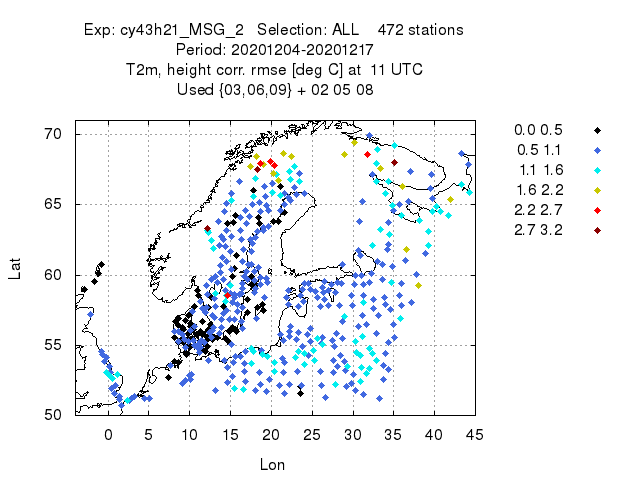 Exp: cy43h21_MSG_2 Selection: ALL 472 stations
Period: 20201204-20201217
T2m, height corr. rmse [deg C] at 11 UTC
Used {03,06,09} + 02 05 08
0.0 0.5
0.5 1.1
1.1 1.6
1.6 2.2
2.2 2.7
2.7 3.2
70
65
60
55
50
Lat
0 5 10 15 20 25 30 35 40 45
Lon